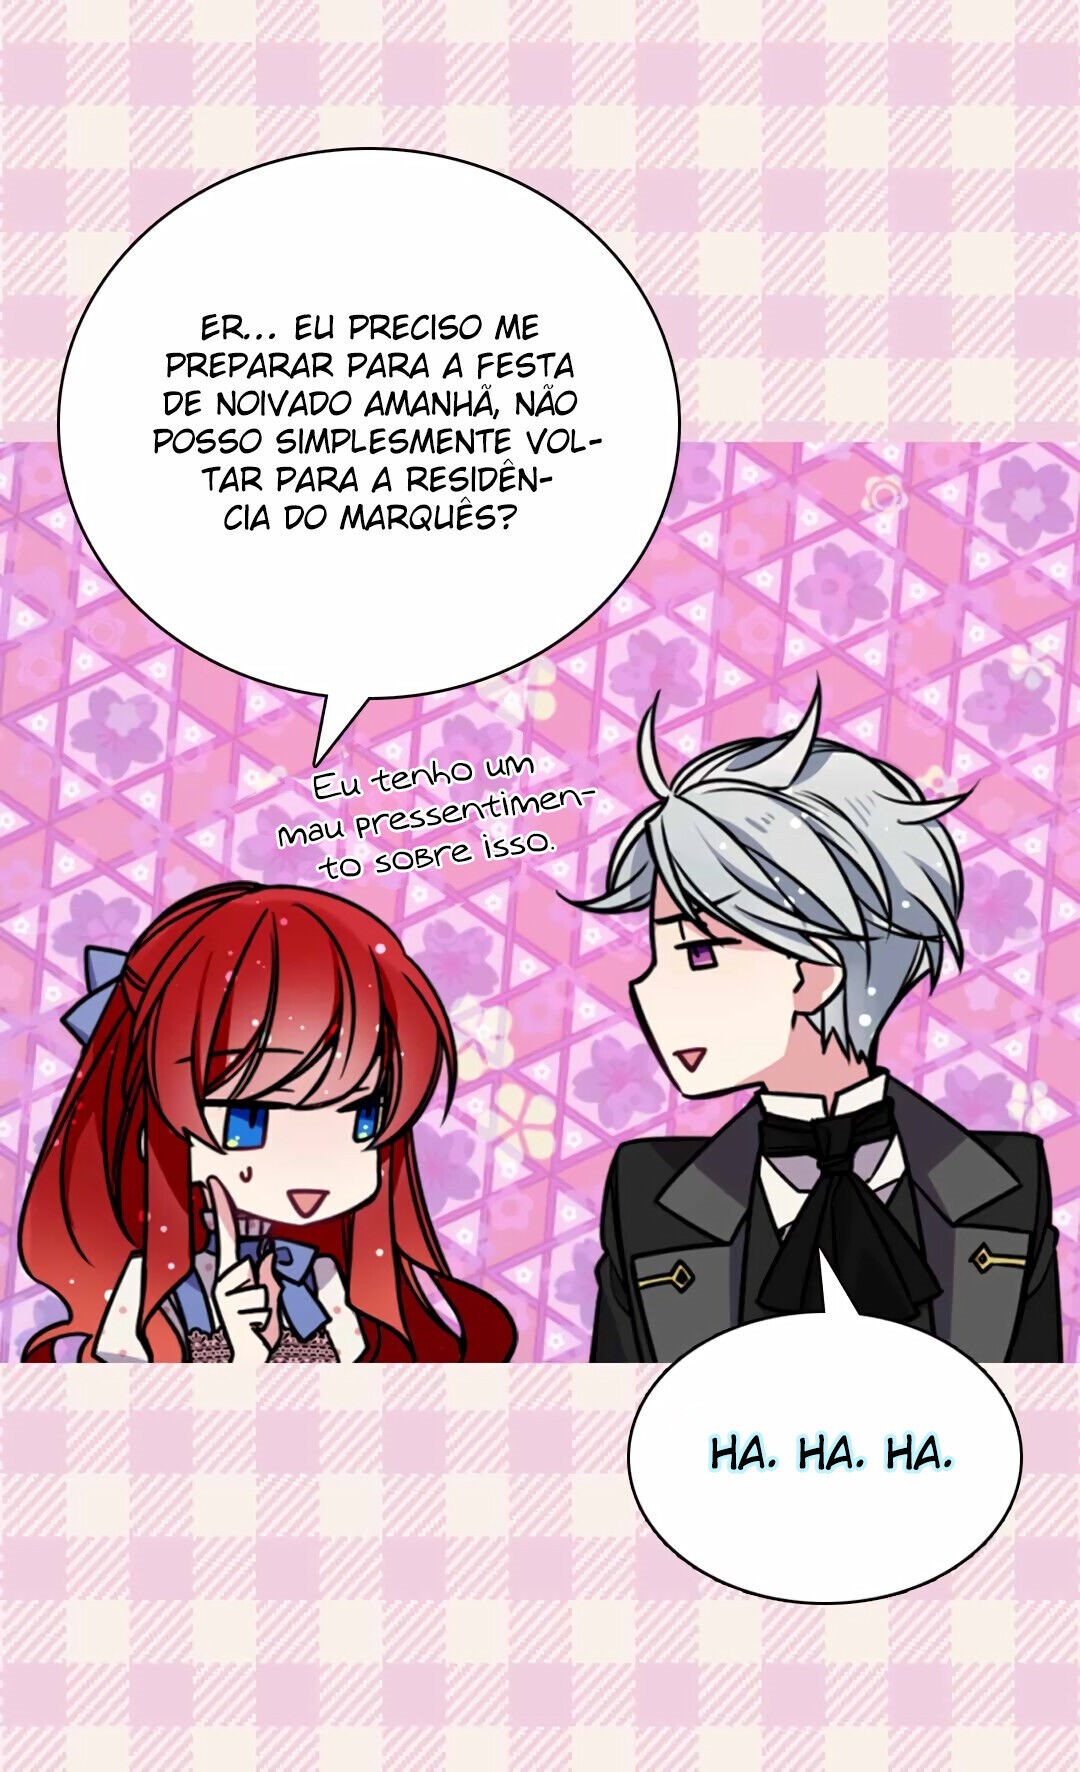 ER... EU PRECISO ME
PREPARAR PARA A FESTA
DE NOIVADO AMANHÃ, NÃO
POSSO SIMPLESMENTE VOL-
TAR PARA A RESIDÊN-
CIA DO MARQUÊS?
Eu tenho um
mau pressentimen-
to sobre isso.
HA. HA. HA.